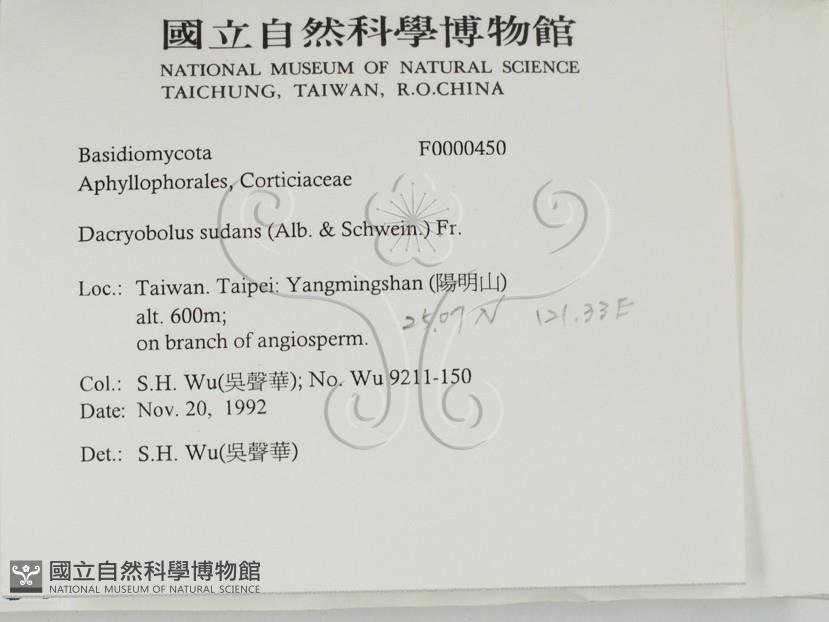 國立自然科學博物館
NATIONAL MUSEUM OF NATURAL SCIENCE
TAICHUNG, TAIWAN, R.O.CHINA
Basidiomycota F0000450
Aphyllophorales, Corticiaceae
Dacryobolus sudans (Alb. & Schwein.) Fr.
Loc.: Taiwan. Taipei: Yangmingshan (陽明山)
alt. 600m; 25.07 N 121.33 E
on branch of angiosperm.
Col.: S.H. Wu(吳聲華); No. Wu 9211-150
Date: Nov. 20, 1992
Det.: S.H. Wu(吳聲華)
國立自然科學博物館
NATIONAL MUSEUM OF NATURAL SCIENCE